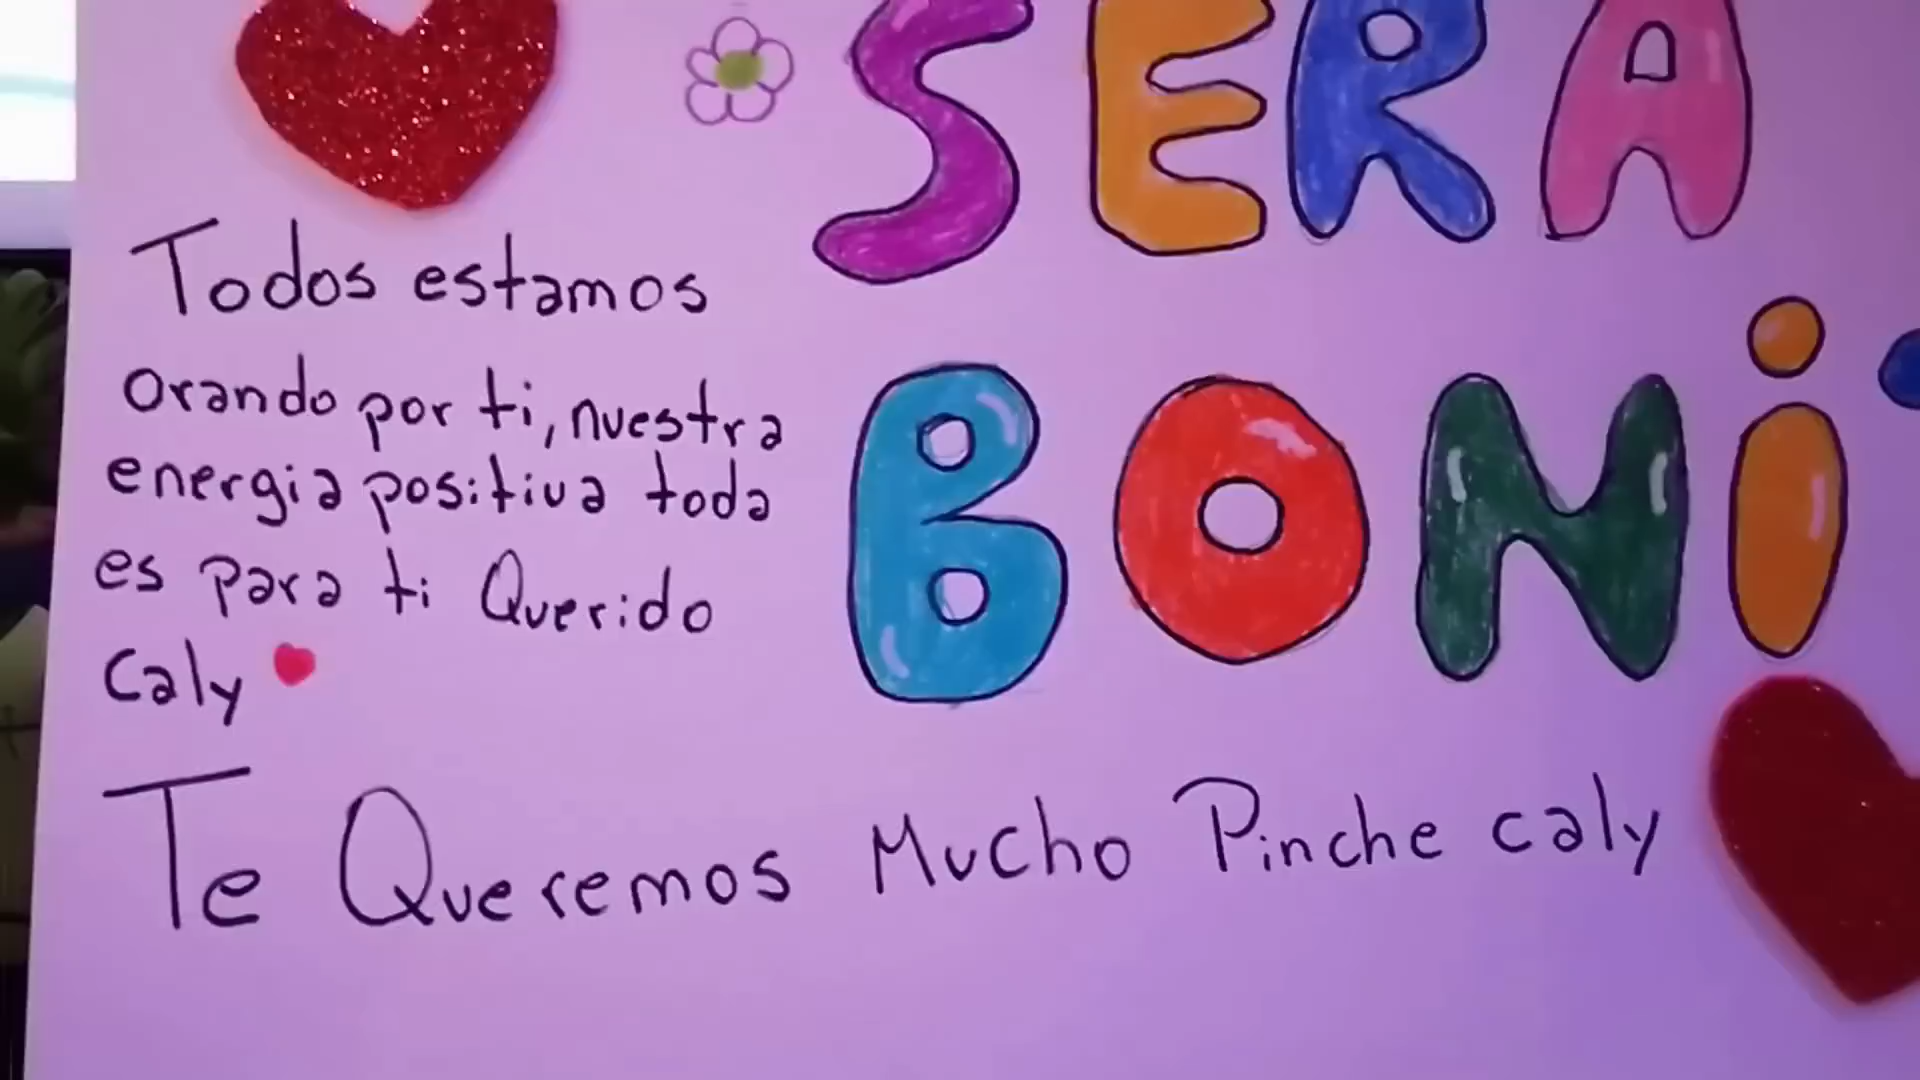 SERA
BONi
Todos estamos
orando por ti, nuestra
energia positiva toda
es para ti Querido
Caly
Te Queremos Mucho Pinche caly